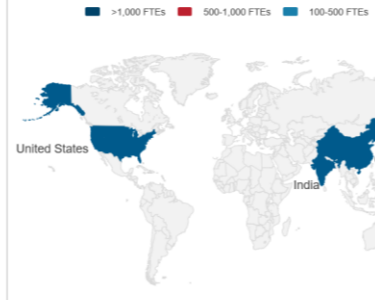 >1,000 FTEs 500-1,000 FTEs 100-500 FTEs
United States
India